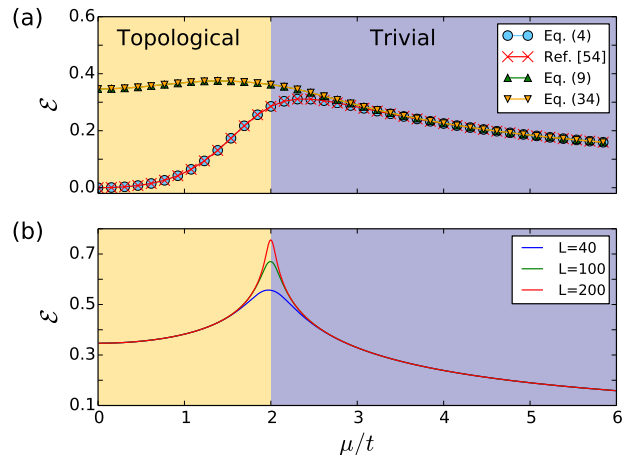 (a)
Topological
Trivial
Eq. (4)
Ref. [54]
Eq. (9)
Eq. (34)
ℰ
0.6
0.4
0.2
0.0
(b)
L=40
L=100
L=200
ℰ
0.7
0.5
0.3
0.1
0 1 2 3 4 5 6
μ/t